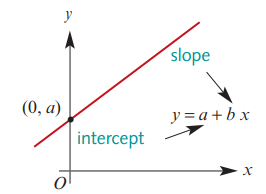 y
slope
(0, a)
y = a + b x
intercept
x
O